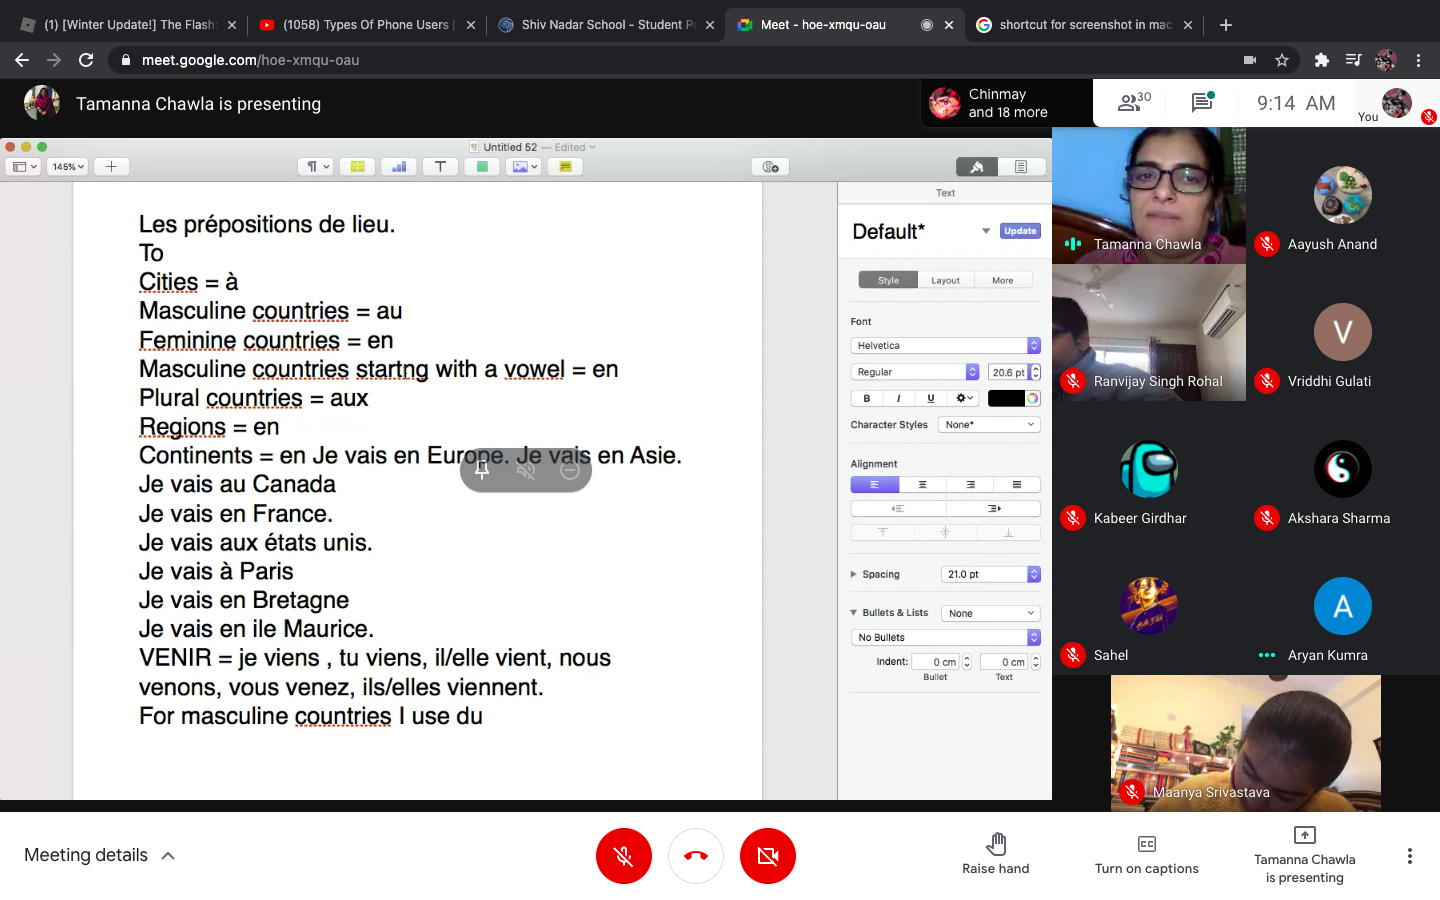 (1) [Winter Update!] The Flash:
(1058) Types Of Phone Users |
Shiv Nadar School - Student Po
Meet - hoe-xmqu-oau
shortcut for screenshot in mac
meet.google.com/hoe-xmqu-oau
Tamanna Chawla is presenting
Chinmay
and 18 more
30
9:14 AM
You
Untitled 52 — Edited
145%
Les prépositions de lieu.
To
Cities = à
Masculine countries = au
Feminine countries = en
Masculine countries startng with a vowel = en
Plural countries = aux
Regions = en
Continents = en Je vais en Europe. Je vais en Asie.
Je vais au Canada
Je vais en France.
Je vais aux états unis.
Je vais à Paris
Je vais en Bretagne
Je vais en ile Maurice.
VENIR = je viens , tu viens, il/elle vient, nous
venons, vous venez, ils/elles viennent.
For masculine countries I use du
Text
Default*
Update
Style
Layout
More
Font
Helvetica
Regular
20.6 pt
B
I
U
Character Styles
None*
Alignment
Spacing
21.0 pt
Bullets & Lists
None
No Bullets
Indent:
0 cm
0 cm
Bullet
Text
Tamanna Chawla
Aayush Anand
Ranvijay Singh Rohal
V
Vriddhi Gulati
Kabeer Girdhar
Akshara Sharma
Sahel
A
Aryan Kumra
Maanya Srivastava
Meeting details
Raise hand
CC
Turn on captions
Tamanna Chawla
is presenting